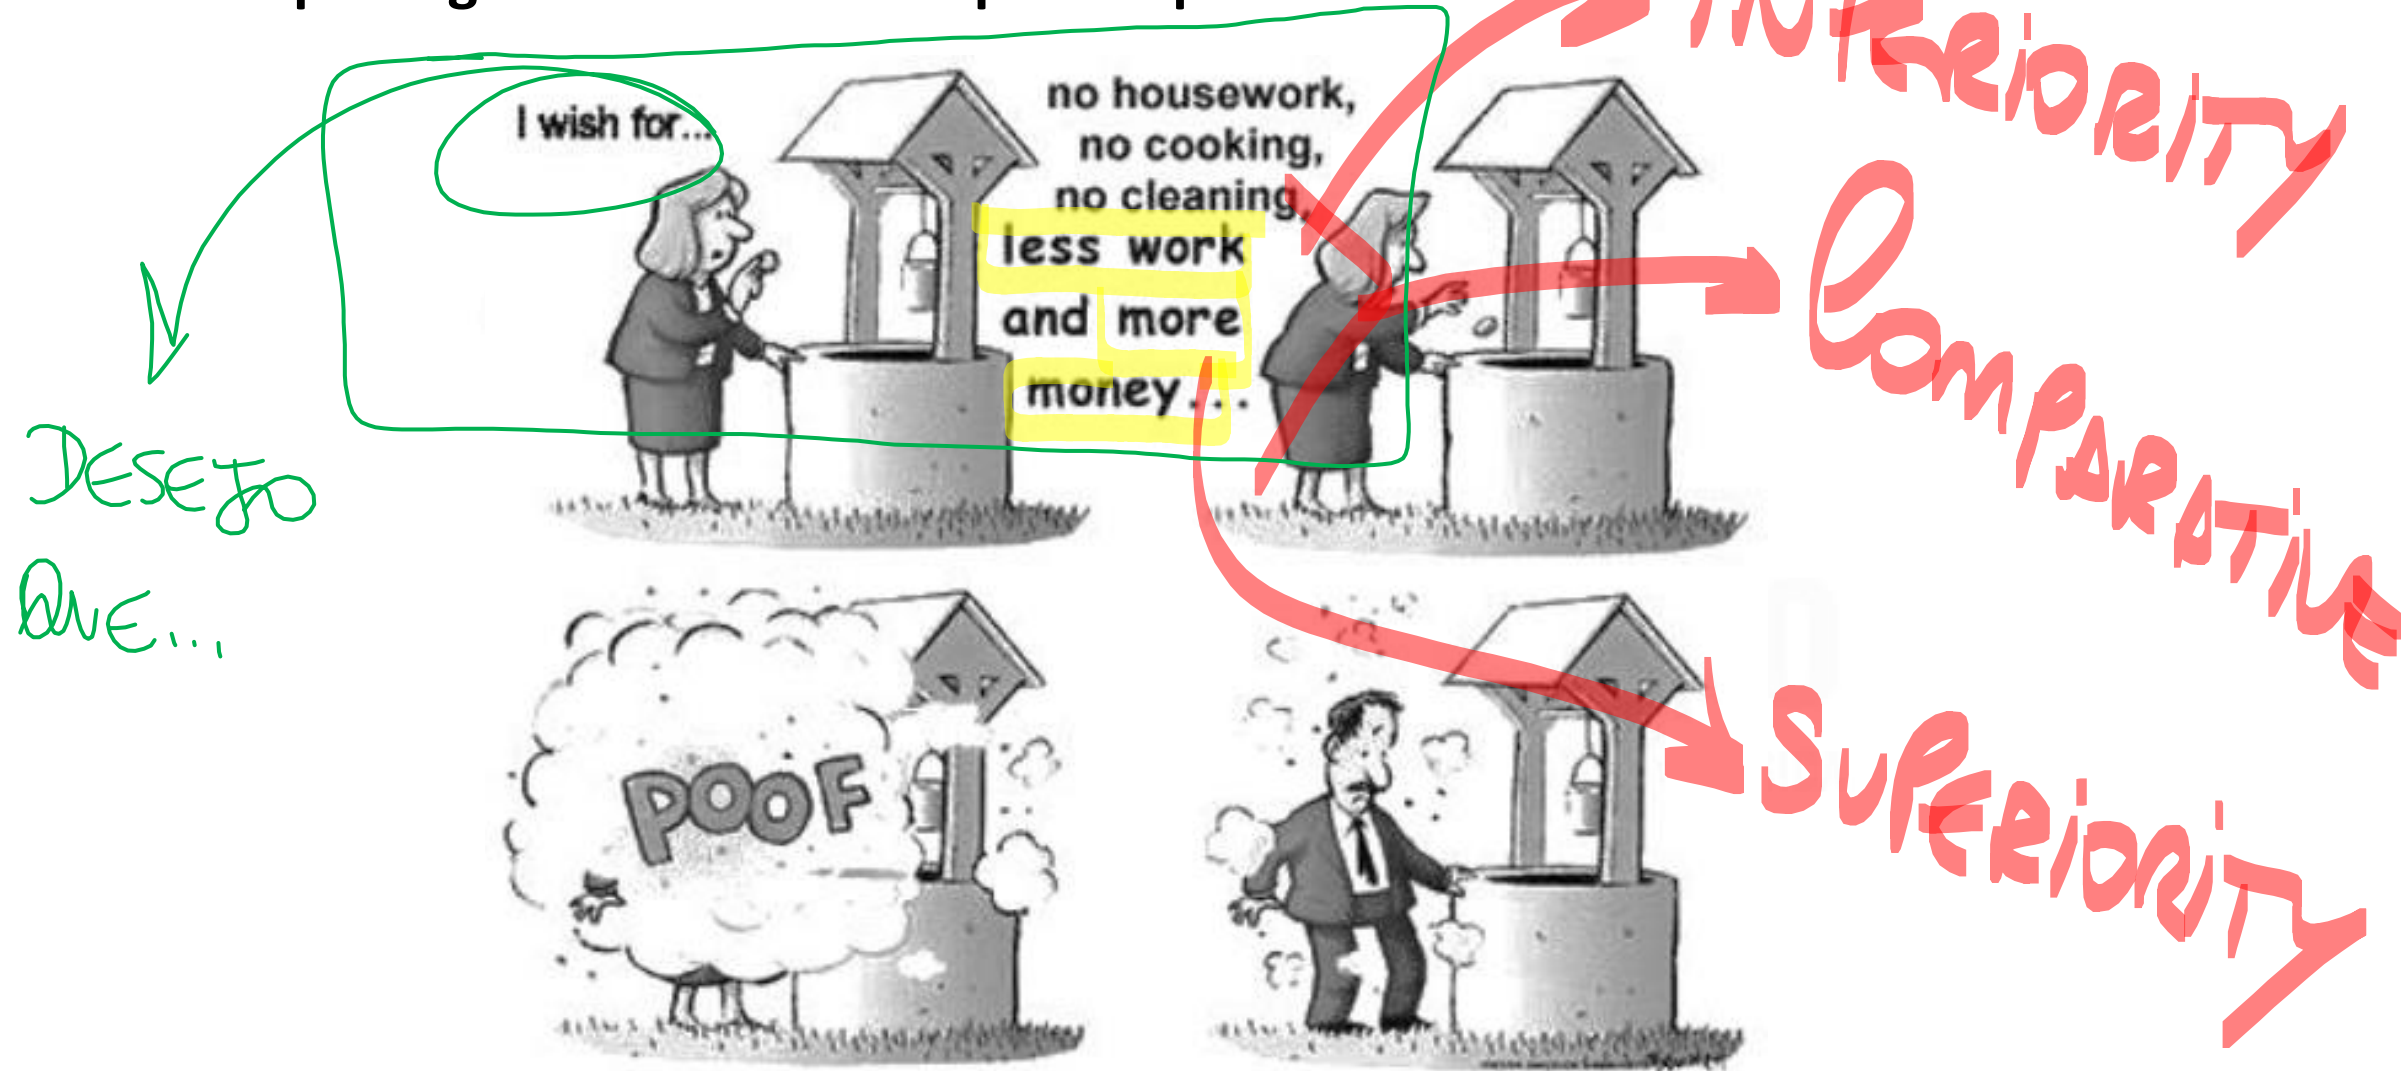 I wish for...
no housework,
no cooking,
no cleaning,
less work
and more
money...
INFERIORITY
COMPARATIVE
SUPERIORITY
DESEJO
QUE...
POOF